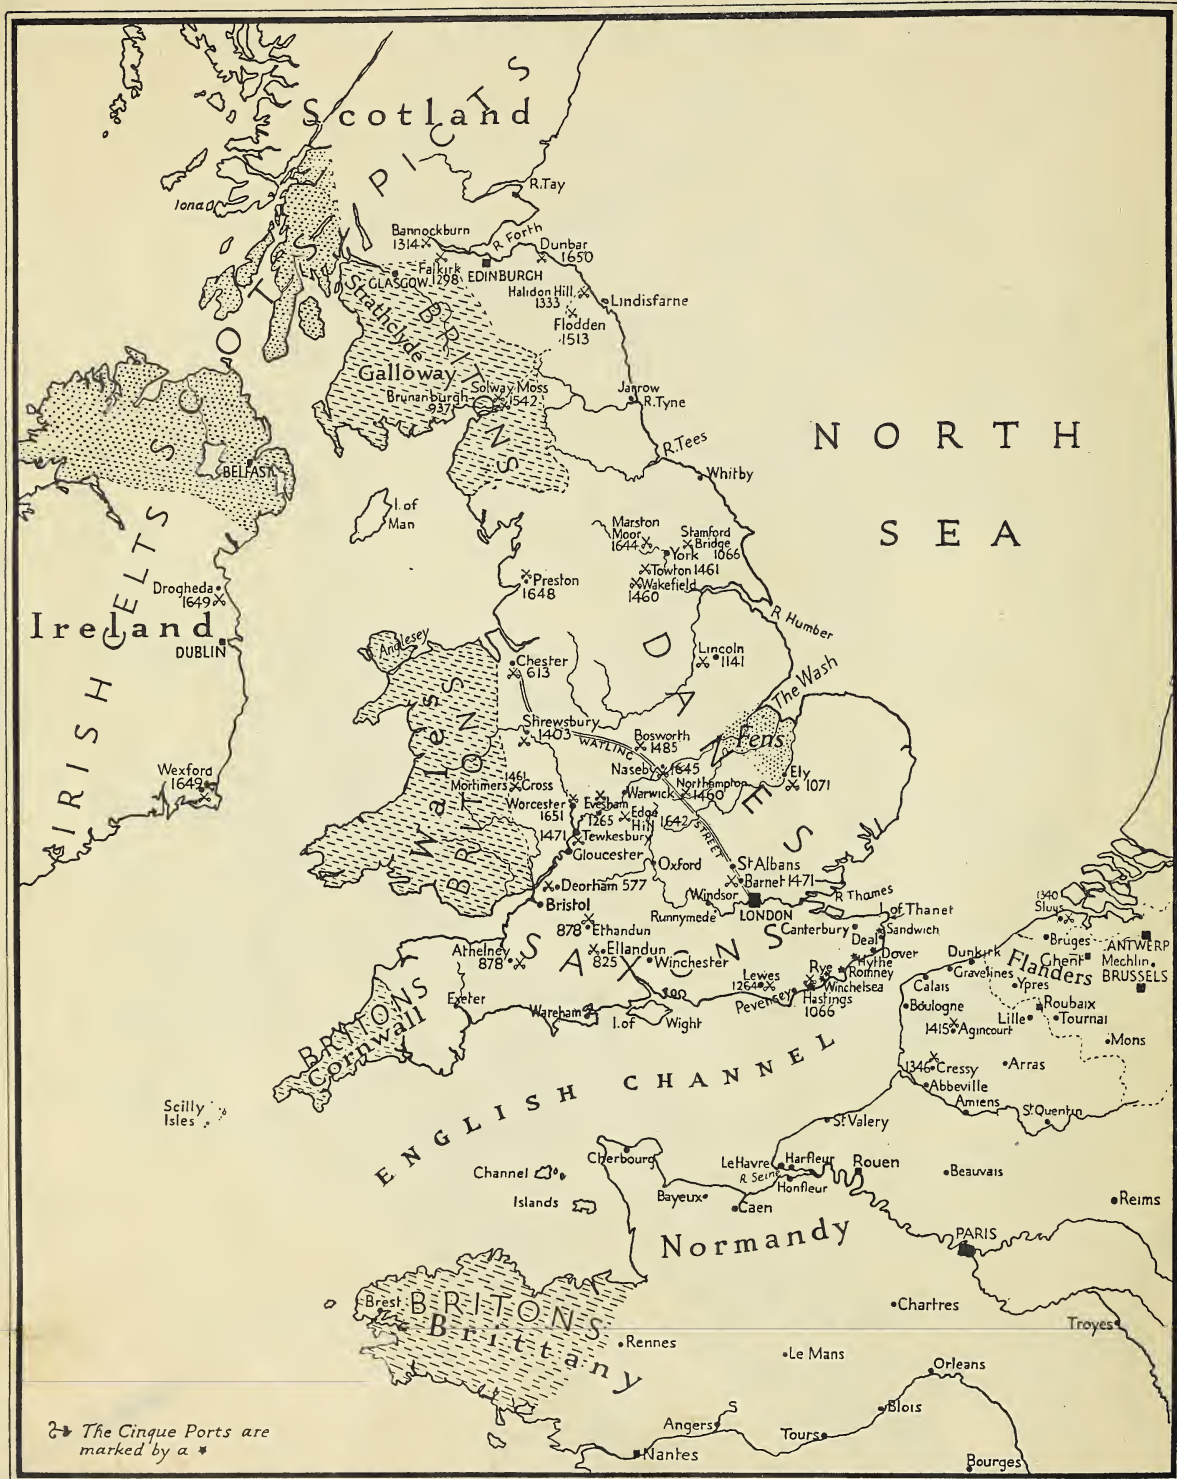 Scotland
PICTS
Iona
R.Tay
Bannockburn
1314
R Forth
Dunbar
1650
Falkirk
1298
GLASGOW
EDINBURGH
SCOTS
Strathclyde
Halidon Hill
1333
Lindisfarne
Flodden
1513
BRITONS
Galloway
Solway Moss
1542
Brunanburgh
937
Jarrow
R.Tyne
NORTH
SEA
R.Tees
Whitby
BELFAST
I. of
Man
Marston
Moor
1644
Stamford
Bridge
1066
York
Towton 1461
Wakefield
1460
Preston
1648
Drogheda
1649
IRISH CELTS
Ireland
DUBLIN
R Humber
Anglesey
Chester
613
Lincoln
1141
DANES
The Wash
Fens
Shrewsbury
1403
WATLING
STREET
Bosworth
1485
Naseby
1645
Ely
1071
Wales
BRITONS
Wexford
1649
1461
Mortimers Cross
Northampton
1460
Warwick
Worcester
1651
Evesham
1265
Edge
Hill
1642
1471
Tewkesbury
Gloucester
Oxford
St Albans
Barnet 1471
Deorham 577
Bristol
Windsor
Runnymede
LONDON
R Thames
I. of Thanet
878
Ethandun
Canterbury
Sandwich
Deal
Dover
SAXONS
Athelney
878
Ellandun
825
Winchester
Lewes
1264
Rye
Hythe
Romney
Winchelsea
Pevensey
Hastings
1066
Exeter
Wareham
I. of
Wight
BRITONS
Cornwall
Scilly
Isles
ENGLISH CHANNEL
1340
Sluys
Bruges
ANTWERP
Ghent
Mechlin
BRUSSELS
Dunkirk
Flanders
Gravelines
Calais
Ypres
Boulogne
Roubaix
Lille
Tournai
1415
Agincourt
Mons
1346
Cressy
Arras
Abbeville
Amiens
St Quentin
St Valery
Cherbourg
Channel
Islands
Le Havre
Harfleur
R Seine
Honfleur
Rouen
Beauvais
Bayeux
Caen
Reims
Normandy
PARIS
Brest
BRITONS
Brittany
Chartres
Troyes
Rennes
Le Mans
Orleans
Blois
Angers
S
Tours
Nantes
Bourges
The Cinque Ports are
marked by a